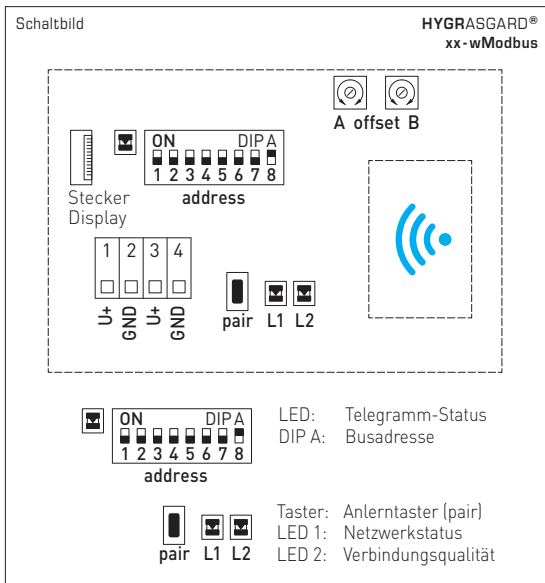 Schaltbild
HYGRASGARD®
xx-wModbus
A offset B
ON DIP A
1 2 3 4 5 6 7 8
address
Stecker
Display
1 2 3 4
U+ GND U+ GND
pair L1 L2
ON DIP A
1 2 3 4 5 6 7 8
address
LED: Telegramm-Status
DIP A: Busadresse
pair L1 L2
Taster: Anlerntaster (pair)
LED 1: Netzwerkstatus
LED 2: Verbindungsqualität